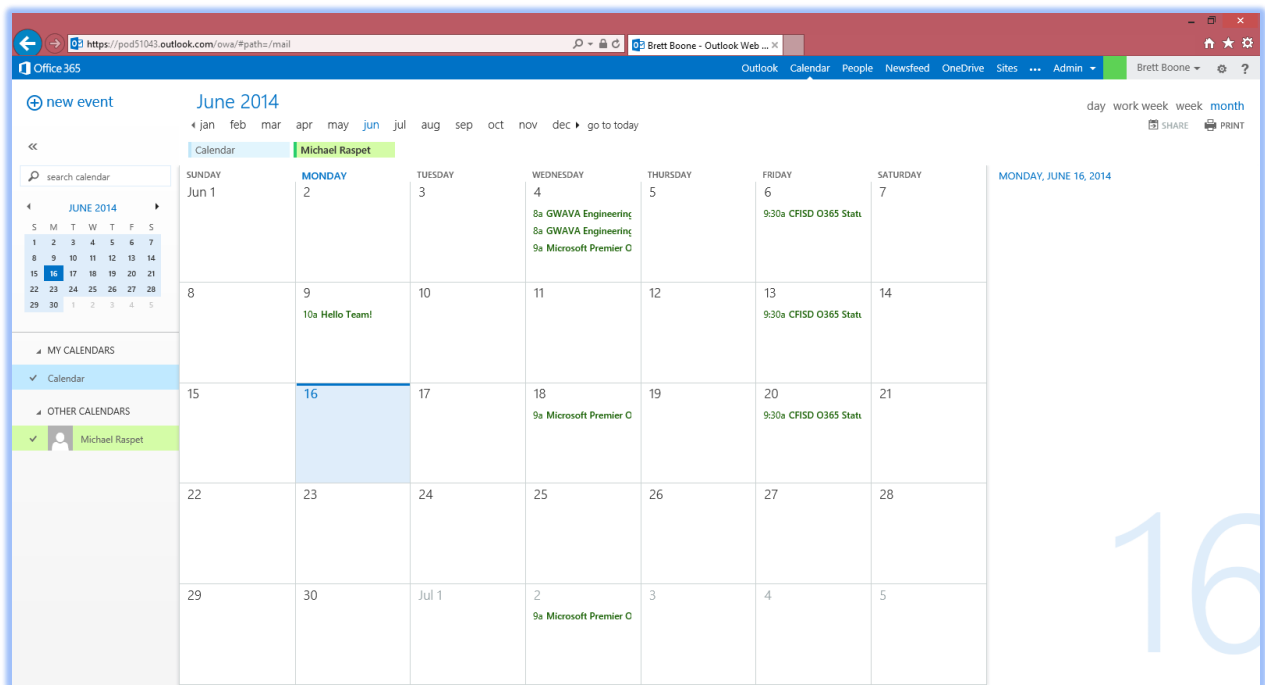 https://pod51043.outlook.com/owa/#path=/mail
Brett Boone - Outlook Web ...
Office 365
Outlook Calendar People Newsfeed OneDrive Sites ... Admin Brett Boone ?
new event
June 2014
day work week week month
jan feb mar apr may jun jul aug sep oct nov dec go to today
SHARE PRINT
Calendar Michael Raspet
search calendar
JUNE 2014
S M T W T F S
1 2 3 4 5 6 7
8 9 10 11 12 13 14
15 16 17 18 19 20 21
22 23 24 25 26 27 28
29 30 1 2 3 4 5
MY CALENDARS
Calendar
OTHER CALENDARS
Michael Raspet
SUNDAY MONDAY TUESDAY WEDNESDAY THURSDAY FRIDAY SATURDAY
Jun 1 2 3 4 5 6 7
8a GWAVA Engineering 9:30a CFISD O365 Statu
8a GWAVA Engineering
9a Microsoft Premier O
8 9 10 11 12 13 14
10a Hello Team! 9:30a CFISD O365 Statu
15 16 17 18 19 20 21
9a Microsoft Premier O 9:30a CFISD O365 Statu
22 23 24 25 26 27 28
29 30 Jul 1 2 3 4 5
9a Microsoft Premier O
MONDAY, JUNE 16, 2014
16